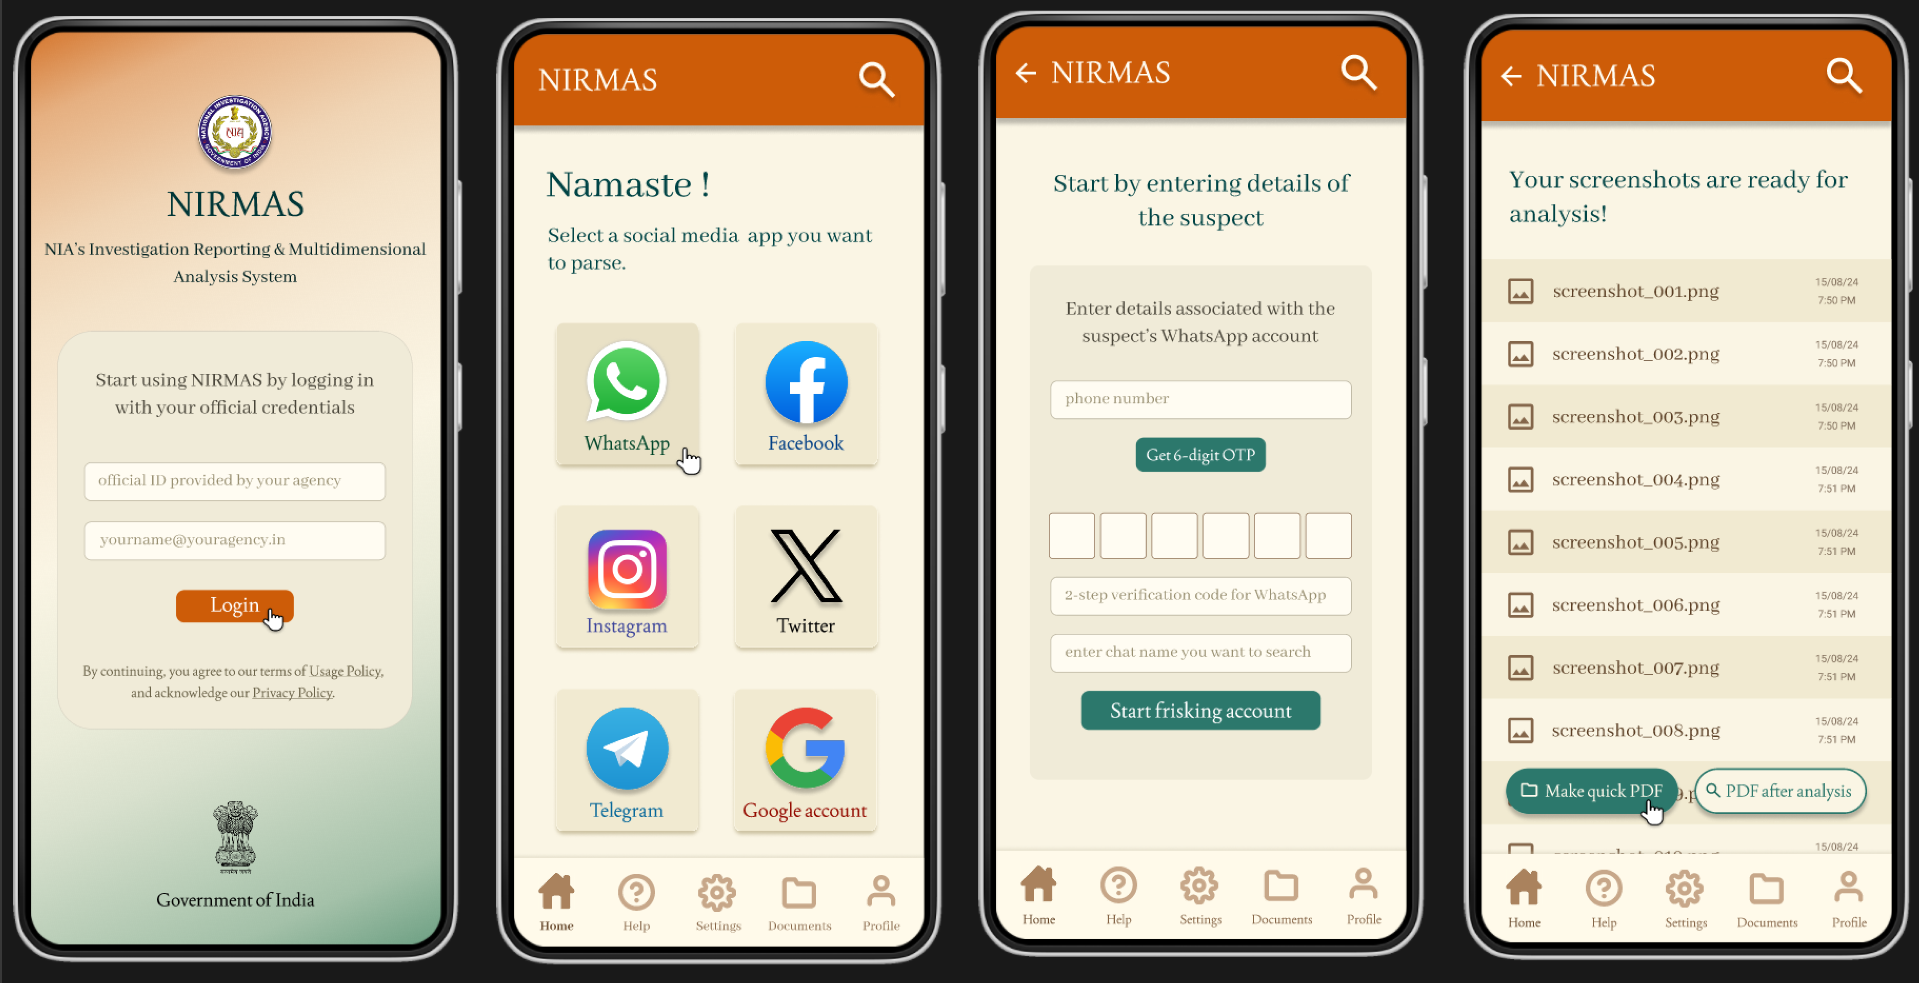 NATIONAL INVESTIGATION AGENCY
GOVERNMENT OF INDIA
NIRMAS
NIA's Investigation Reporting & Multidimensional
Analysis System
Start using NIRMAS by logging in
with your official credentials
official ID provided by your agency
yourname@youragency.in
Login
By continuing, you agree to our terms of Usage Policy,
and acknowledge our Privacy Policy.
सत्यमेव जयते
Government of India
NIRMAS
Namaste !
Select a social media app you want
to parse.
WhatsApp
Facebook
Instagram
Twitter
Telegram
Google account
Home
Help
Settings
Documents
Profile
NIRMAS
Start by entering details of
the suspect
Enter details associated with the
suspect's WhatsApp account
phone number
Get 6-digit OTP
2-step verification code for WhatsApp
enter chat name you want to search
Start frisking account
Home
Help
Settings
Documents
Profile
NIRMAS
Your screenshots are ready for
analysis!
screenshot_001.png
15/08/24
7:50 PM
screenshot_002.png
15/08/24
7:50 PM
screenshot_003.png
15/08/24
7:50 PM
screenshot_004.png
15/08/24
7:51 PM
screenshot_005.png
15/08/24
7:51 PM
screenshot_006.png
15/08/24
7:51 PM
screenshot_007.png
15/08/24
7:51 PM
screenshot_008.png
15/08/24
7:51 PM
Make quick PDF
PDF after analysis
15/08/24
Home
Help
Settings
Documents
Profile